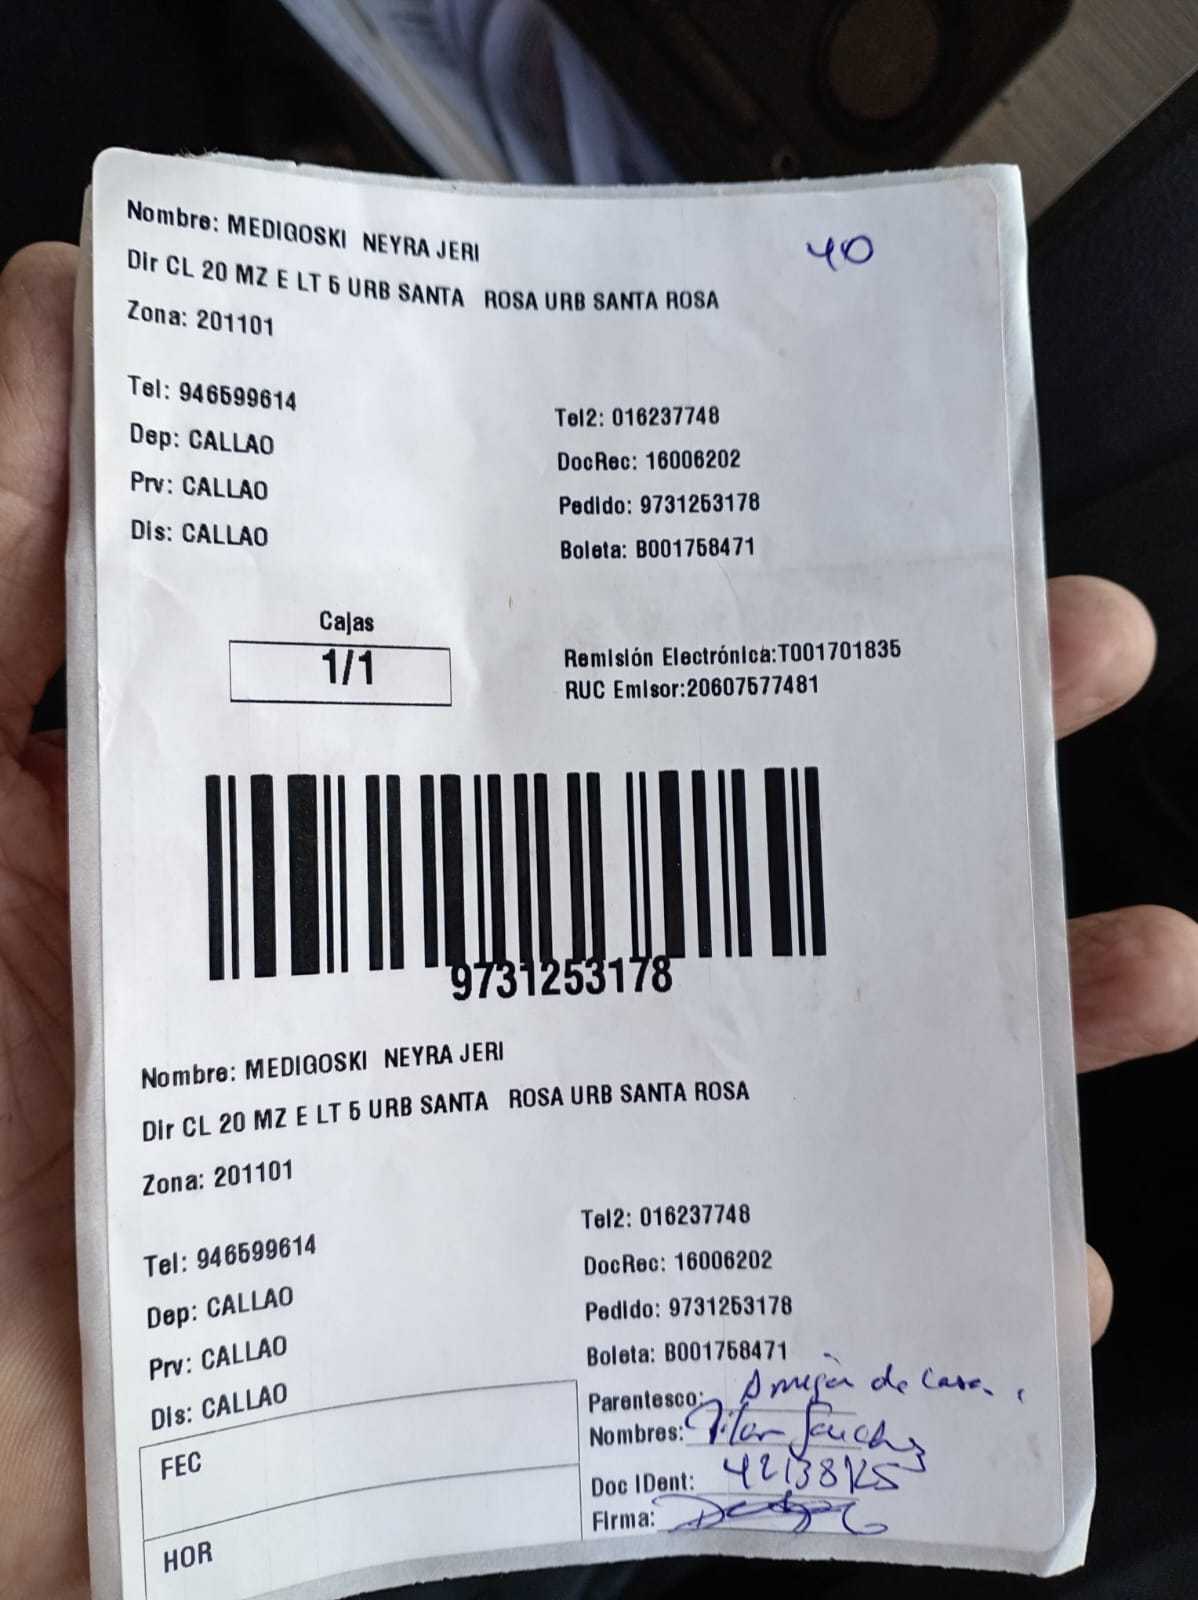 Nombre: MEDIGOSKI NEYRA JERI
40
Dir CL 20 MZ E LT 5 URB SANTA ROSA URB SANTA ROSA
Zona: 201101
Tel: 946599614
Tel2: 016237748
Dep: CALLAO
DocRec: 16006202
Prv: CALLAO
Pedido: 9731253178
Dis: CALLAO
Boleta: B001758471
Cajas
1/1
Remisión Electrónica:T001701835
RUC Emisor:20607577481
9731253178
Nombre: MEDIGOSKI NEYRA JERI
Dir CL 20 MZ E LT 5 URB SANTA ROSA URB SANTA ROSA
Zona: 201101
Tel: 946599614
Tel2: 016237748
Dep: CALLAO
DocRec: 16006202
Prv: CALLAO
Pedido: 9731253178
Dis: CALLAO
Boleta: B001758471
Parentesco: de Casa
Nombres: Sánchez
Doc IDent:
Firma:
FEC
HOR